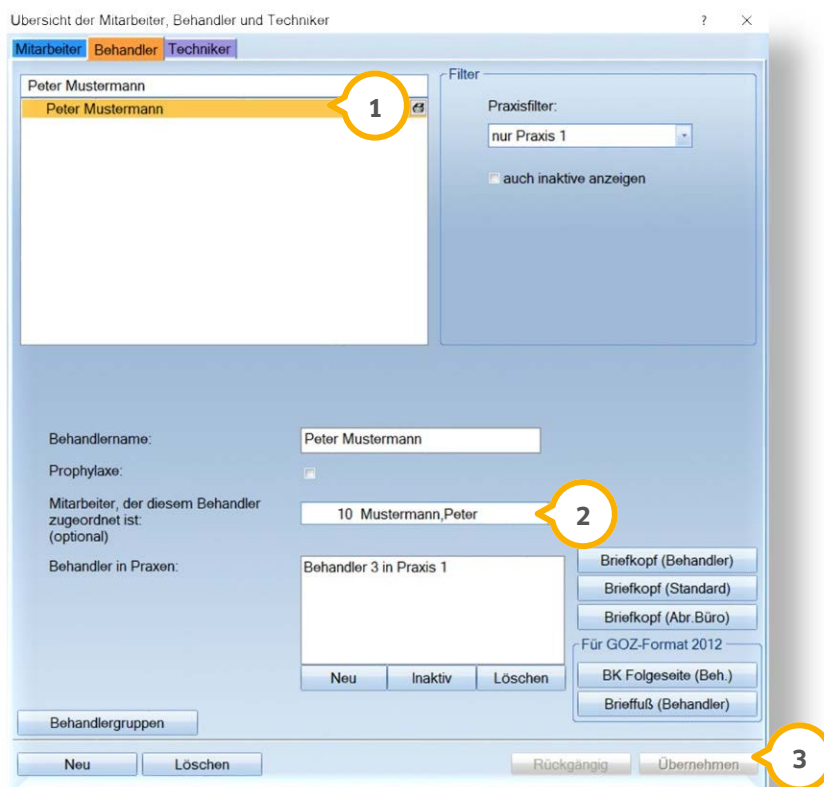 Übersicht der Mitarbeiter, Behandler und Techniker
Mitarbeiter Behandler Techniker
Peter Mustermann
Peter Mustermann
1
Filter
Praxisfilter:
nur Praxis 1
auch inaktive anzeigen
Behandlername:
Peter Mustermann
Prophylaxe:
Mitarbeiter, der diesem Behandler
zugeordnet ist:
(optional)
10 Mustermann,Peter
2
Behandler in Praxen:
Behandler 3 in Praxis 1
Neu Inaktiv Löschen
Briefkopf (Behandler)
Briefkopf (Standard)
Briefkopf (Abr.Büro)
Für GOZ-Format 2012
BK Folgeseite (Beh.)
Brieffuß (Behandler)
Behandlergruppen
Neu Löschen Rückgängig Übernehmen
3